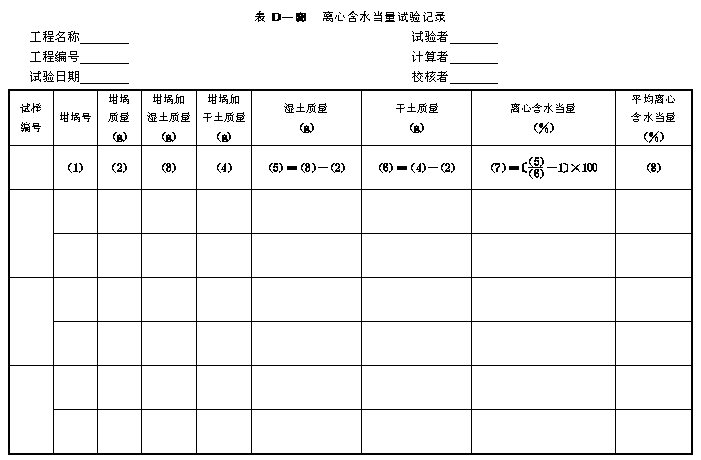 表 D—38 离心含水当量试验记录
工程名称________ 试验者________
工程编号________ 计算者________
试验日期________ 校核者________
试样编号 坩埚号 坩埚质量(g) 坩埚加湿土质量(g) 坩埚加干土质量(g) 湿土质量(g) 干土质量(g) 离心含水当量(%) 平均离心含水当量(%)
(1) (2) (3) (4) (5)=(3)-(2) (6)=(4)-(2) (7)=[(5)/(6)-1]×100 (8)